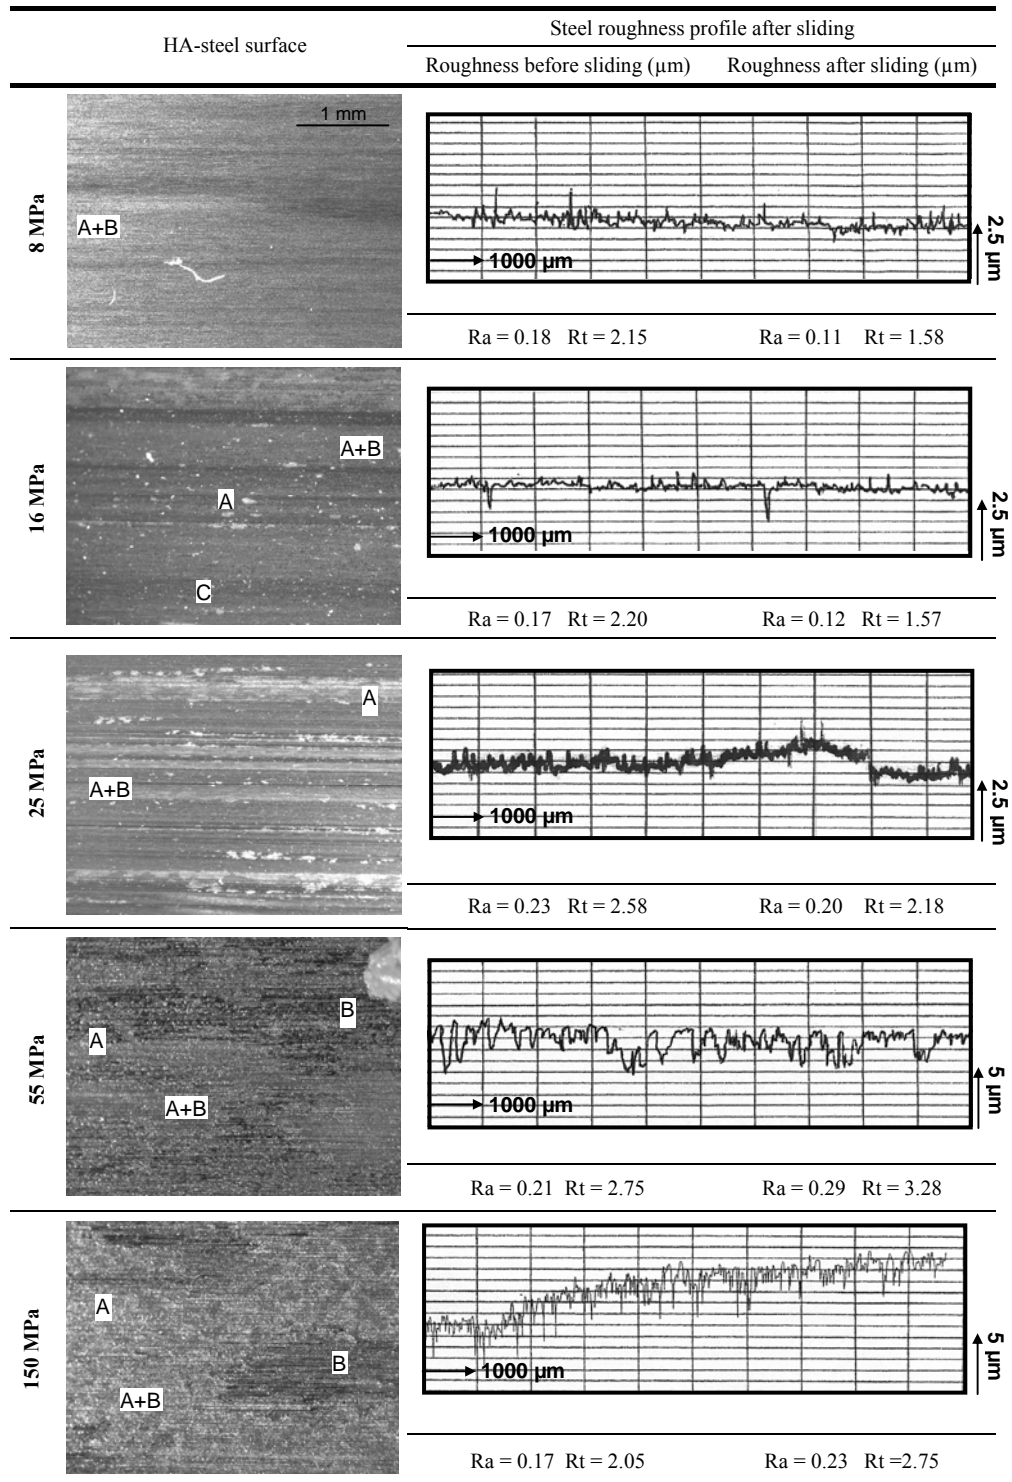 HA-steel surface
Steel roughness profile after sliding
Roughness before sliding (µm) Roughness after sliding (µm)
8 MPa
1 mm
A+B
1000 µm
2.5 µm
Ra = 0.18 Rt = 2.15 Ra = 0.11 Rt = 1.58
16 MPa
A+B
A
C
1000 µm
2.5 µm
Ra = 0.17 Rt = 2.20 Ra = 0.12 Rt = 1.57
25 MPa
A
A+B
1000 µm
2.5 µm
Ra = 0.23 Rt = 2.58 Ra = 0.20 Rt = 2.18
55 MPa
B
A
A+B
1000 µm
5 µm
Ra = 0.21 Rt = 2.75 Ra = 0.29 Rt = 3.28
150 MPa
A
B
A+B
1000 µm
5 µm
Ra = 0.17 Rt = 2.05 Ra = 0.23 Rt =2.75